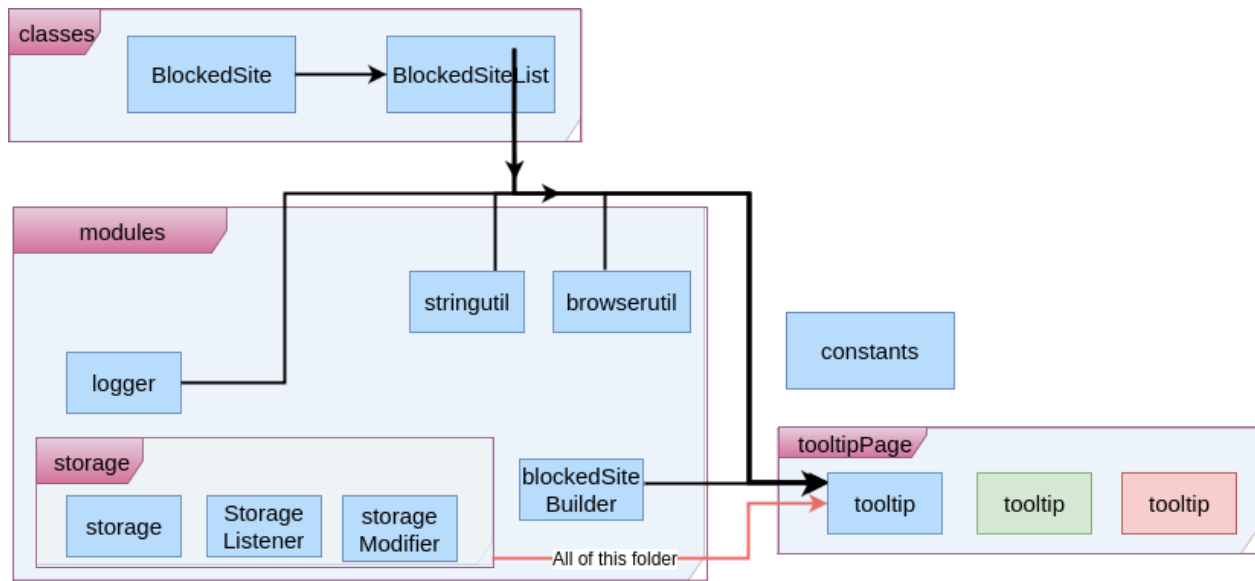 classes
BlockedSite
BlockedSiteList
modules
stringutil
browserutil
constants
logger
tooltipPage
storage
blockedSite
Builder
tooltip
tooltip
tooltip
storage
Storage
Listener
storage
Modifier
All of this folder